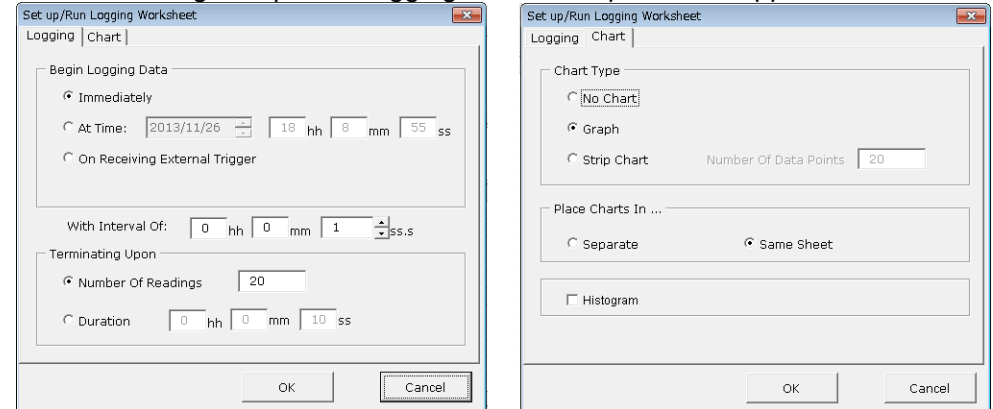 Set up/Run Logging Worksheet
Logging Chart
Begin Logging Data
Immediately
At Time: 2013/11/26 18 hh 8 mm 55 ss
On Receiving External Trigger
With Interval Of: 0 hh 0 mm 1 ss.s
Terminating Upon
Number Of Readings 20
Duration 0 hh 0 mm 10 ss
OK Cancel
Set up/Run Logging Worksheet
Logging Chart
Chart Type
No Chart
Graph
Strip Chart Number Of Data Points 20
Place Charts In ...
Separate Same Sheet
Histogram
OK Cancel